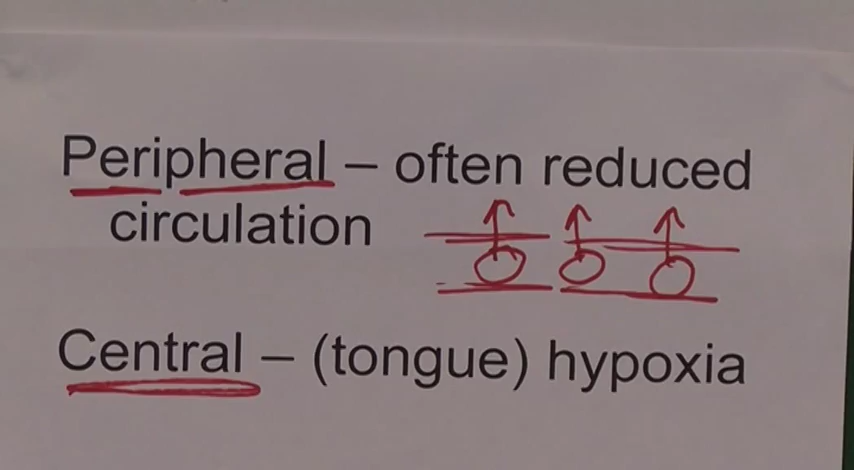 Peripheral – often reduced
circulation
Central – (tongue) hypoxia